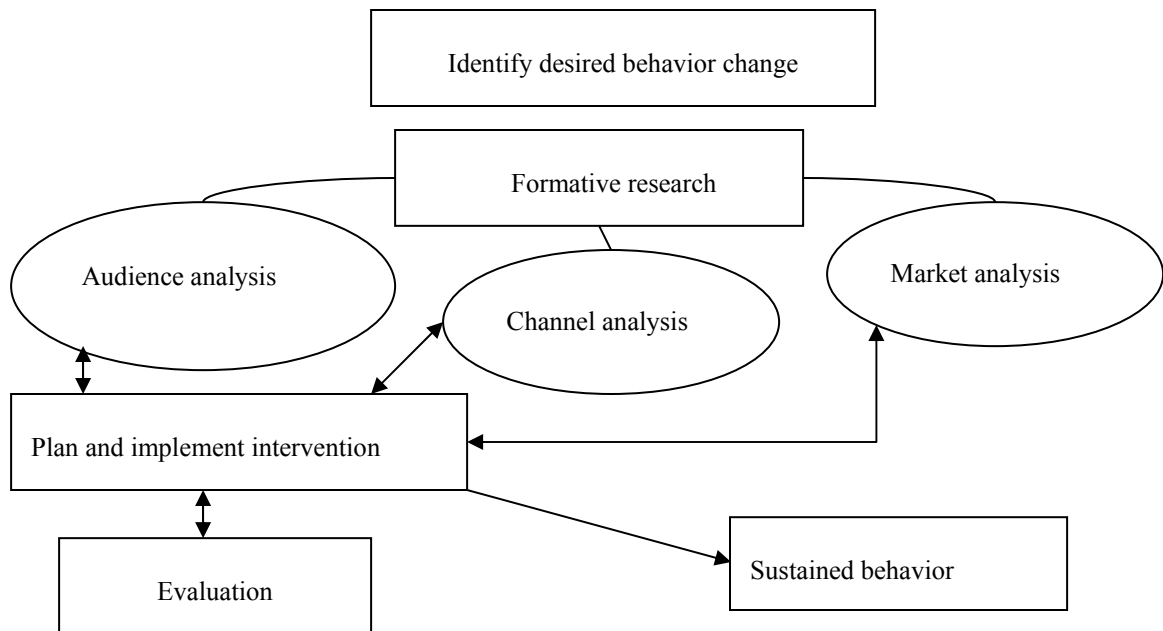 Identify desired behavior change
Formative research
Audience analysis
Channel analysis
Market analysis
Plan and implement intervention
Sustained behavior
Evaluation